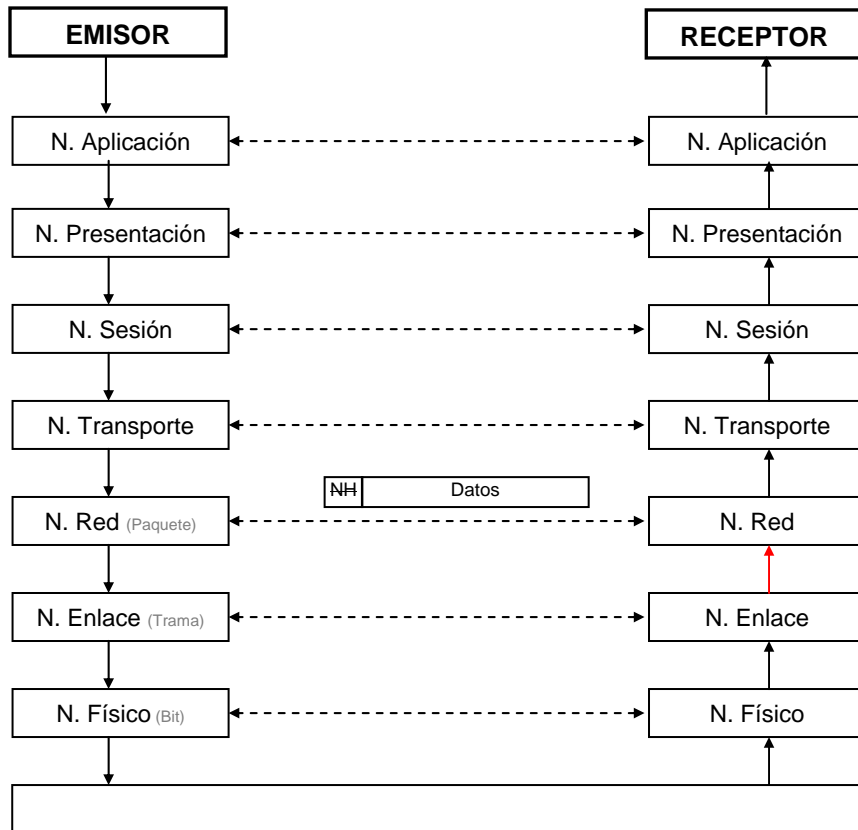 EMISOR RECEPTOR
N. Aplicación N. Aplicación
N. Presentación N. Presentación
N. Sesión N. Sesión
N. Transporte N. Transporte
NH Datos
N. Red (Paquete) N. Red
N. Enlace (Trama) N. Enlace
N. Físico (Bit) N. Físico